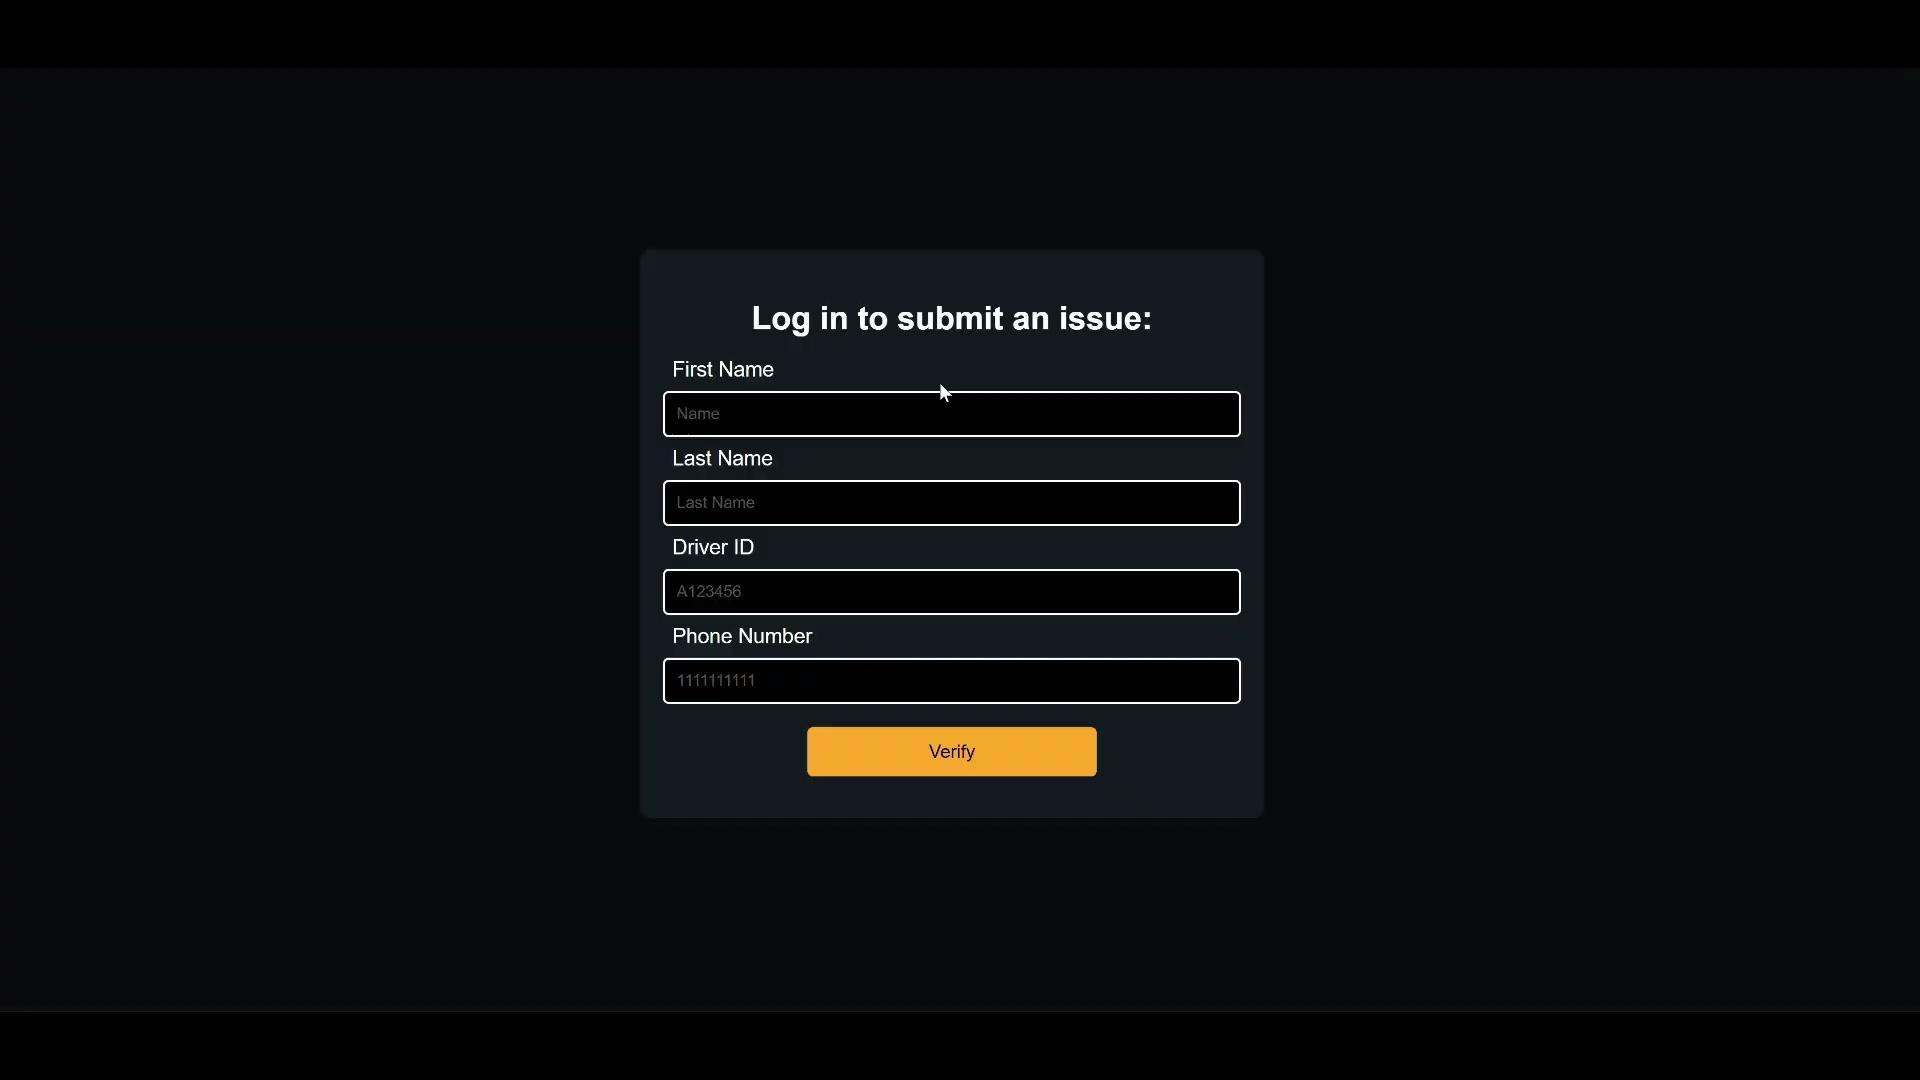 Log in to submit an issue:
First Name
Name
Last Name
Last Name
Driver ID
A123456
Phone Number
1111111111
Verify